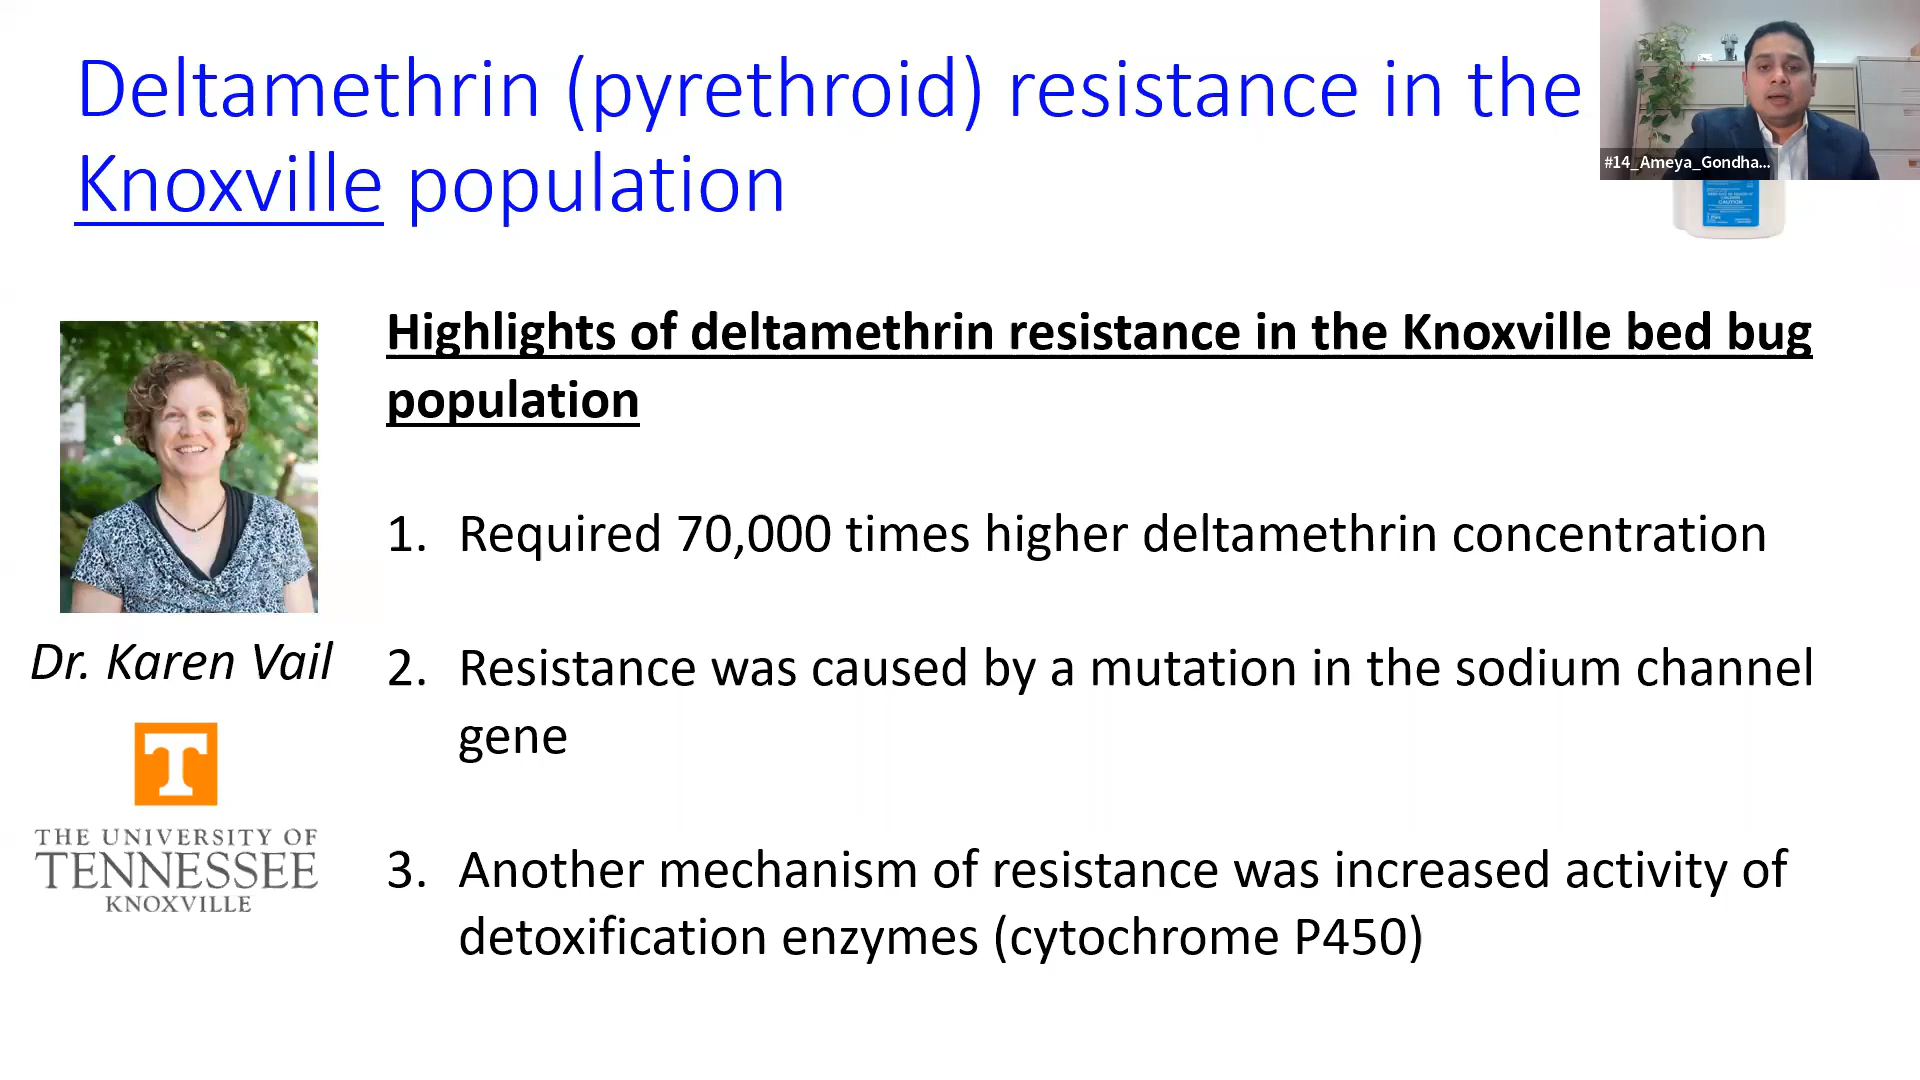 Deltamethrin (pyrethroid) resistance in the
Knoxville population
#14_Ameya_Gondha...
CAUTION
Highlights of deltamethrin resistance in the Knoxville bed bug
population
1. Required 70,000 times higher deltamethrin concentration
Dr. Karen Vail
2. Resistance was caused by a mutation in the sodium channel
gene
T
THE UNIVERSITY OF
TENNESSEE
KNOXVILLE
3. Another mechanism of resistance was increased activity of
detoxification enzymes (cytochrome P450)